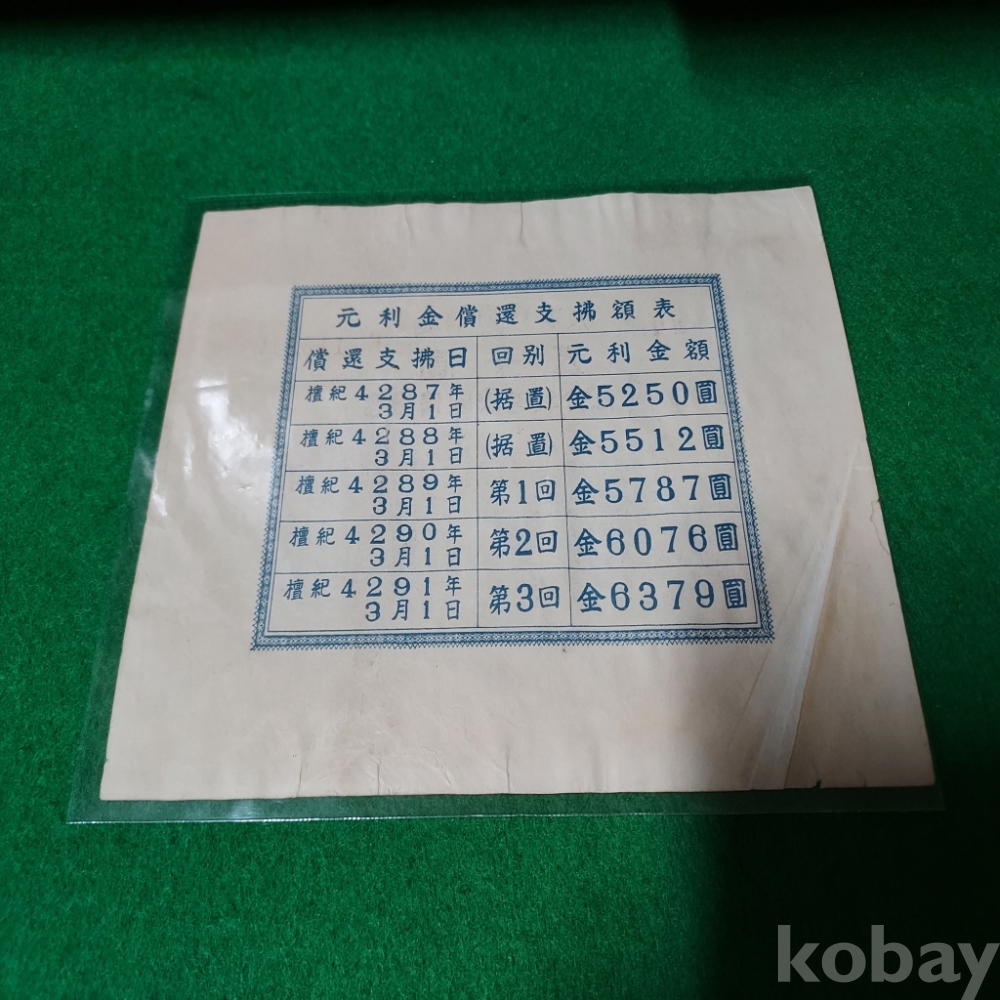 元利金償還支拂額表
償還支拂日 回別 元利金額
檀紀4287年3月1日 (据置) 金5250圓
檀紀4288年3月1日 (据置) 金5512圓
檀紀4289年3月1日 第1回 金5787圓
檀紀4290年3月1日 第2回 金6076圓
檀紀4291年3月1日 第3回 金6379圓
kobay